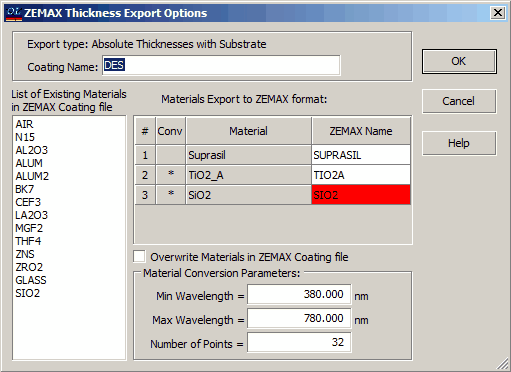 OL ZEMAX Thickness Export Options
Export type: Absolute Thicknesses with Substrate
Coating Name: DES
OK
Cancel
Help
List of Existing Materials
in ZEMAX Coating file
AIR
N15
AL2O3
ALUM
ALUM2
BK7
CEF3
LA2O3
MGF2
THF4
ZNS
ZRO2
GLASS
SIO2
Materials Export to ZEMAX format:
# Conv Material ZEMAX Name
1 Suprasil SUPRASIL
2 * TiO2_A TIO2A
3 * SiO2 SIO2
Overwrite Materials in ZEMAX Coating file
Material Conversion Parameters:
Min Wavelength = 380.000 nm
Max Wavelength = 780.000 nm
Number of Points = 32